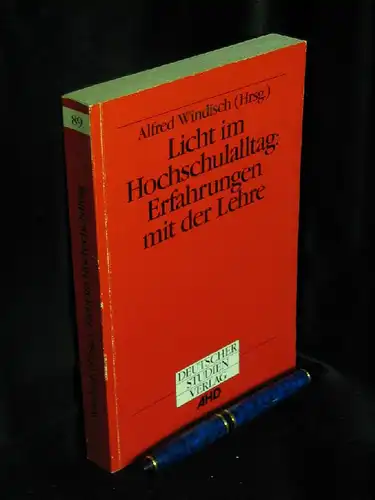 Alfred Windisch (Hrsg.)
Licht im
Hochschulalltag:
Erfahrungen
mit der Lehre
DEUTSCHER
STUDIEN
VERLAG
AHD
89